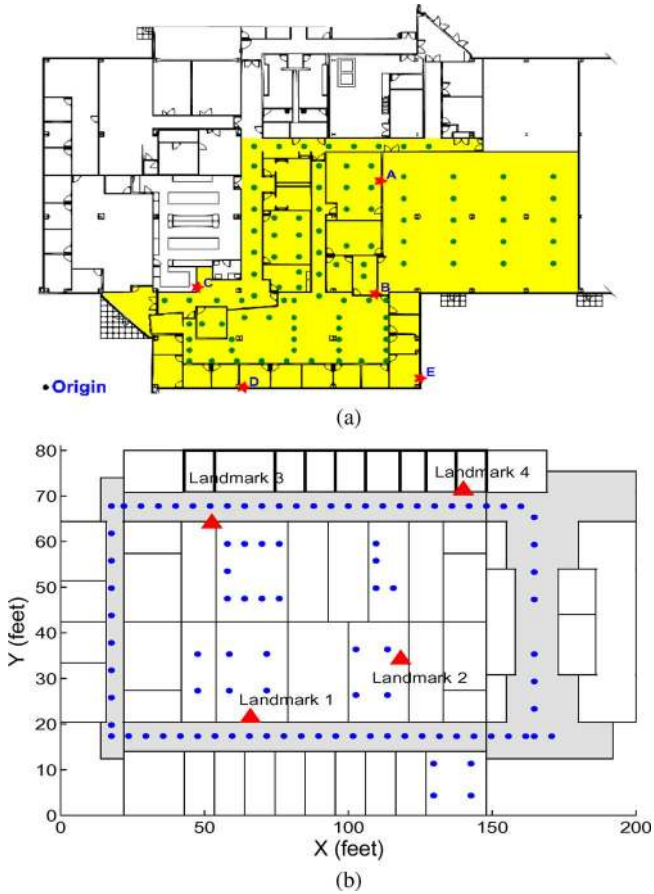 A
C
B
E
Origin
D
(a)
80
Landmark 3
Landmark 4
70
60
50
Y (feet)
40
30
Landmark 2
Landmark 1
20
10
0
0 50 100 150 200
X (feet)
(b)